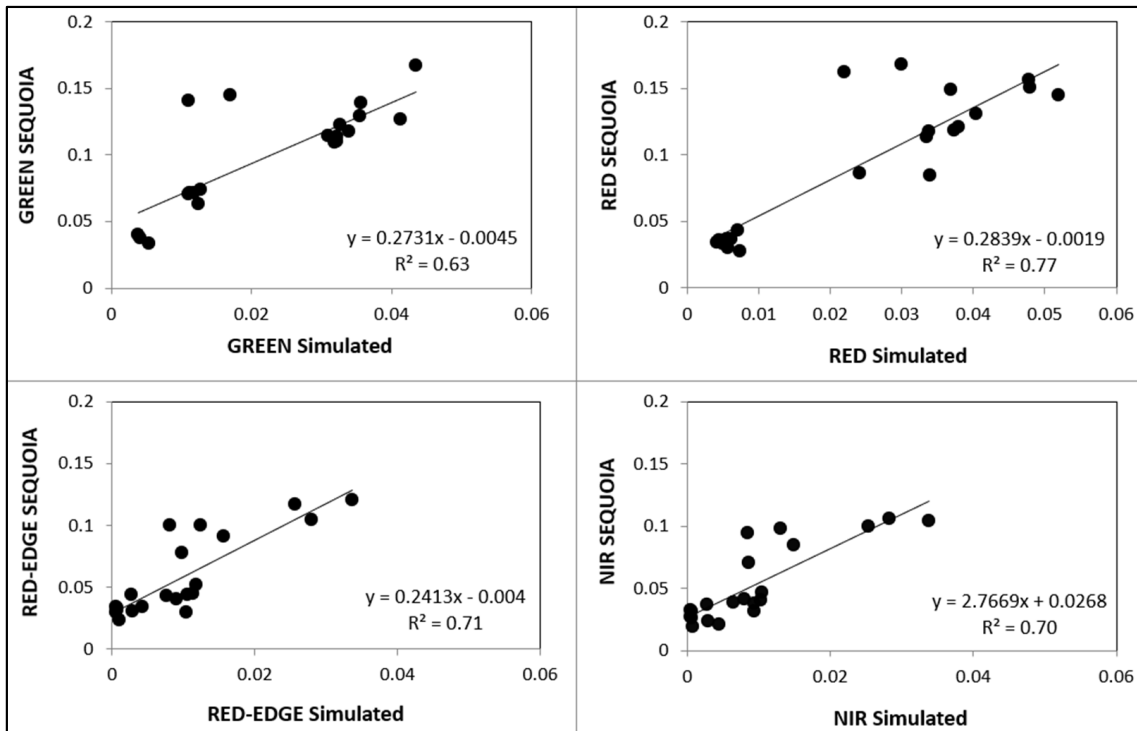 GREEN SEQUOIA
0.2
0.15
0.1
0.05
0
y = 0.2731x - 0.0045
R² = 0.63
0 0.02 0.04 0.06
GREEN Simulated
RED SEQUOIA
0.2
0.15
0.1
0.05
0
y = 0.2839x - 0.0019
R² = 0.77
0 0.01 0.02 0.03 0.04 0.05 0.06
RED Simulated
RED-EDGE SEQUOIA
0.2
0.15
0.1
0.05
0
y = 0.2413x - 0.004
R² = 0.71
0 0.02 0.04 0.06
RED-EDGE Simulated
NIR SEQUOIA
0.2
0.15
0.1
0.05
0
y = 2.7669x + 0.0268
R² = 0.70
0 0.02 0.04 0.06
NIR Simulated